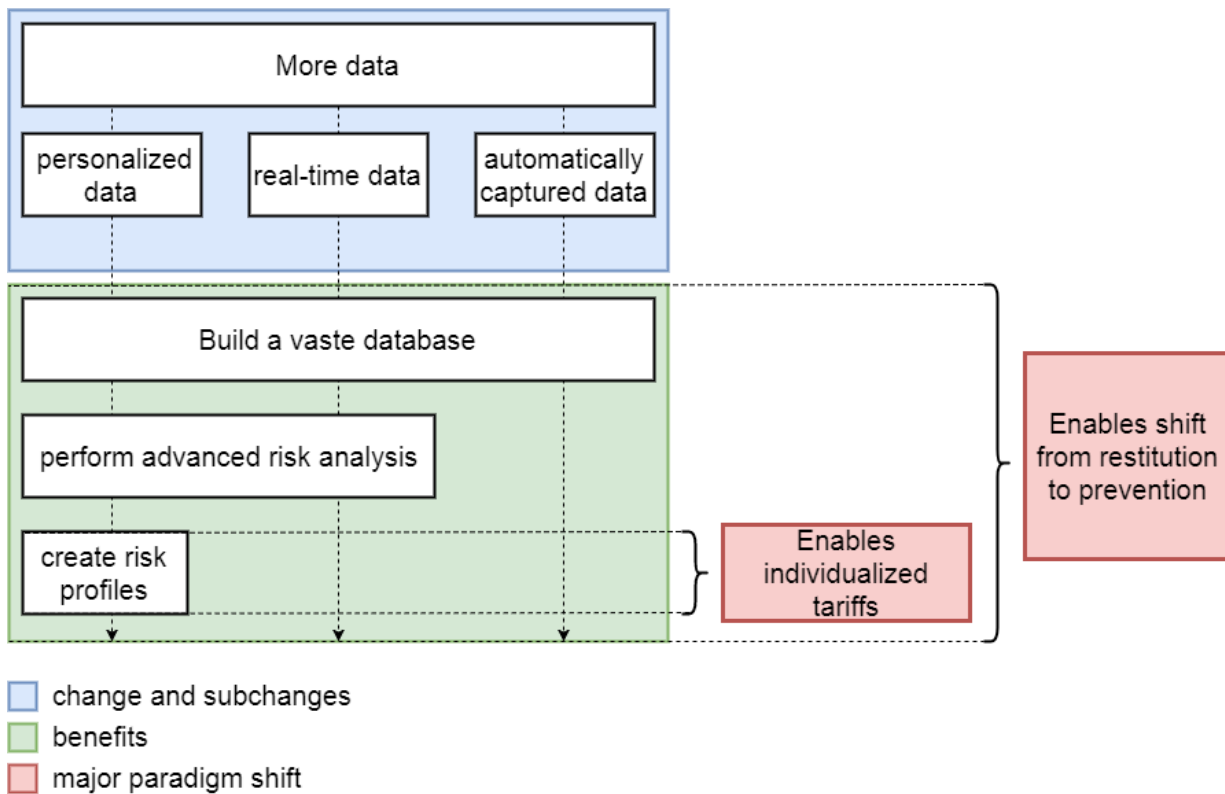 More data
personalized
data
real-time data
automatically
captured data
Build a vaste database
perform advanced risk analysis
create risk
profiles
Enables
individualized
tariffs
Enables shift
from restitution
to prevention
change and subchanges
benefits
major paradigm shift